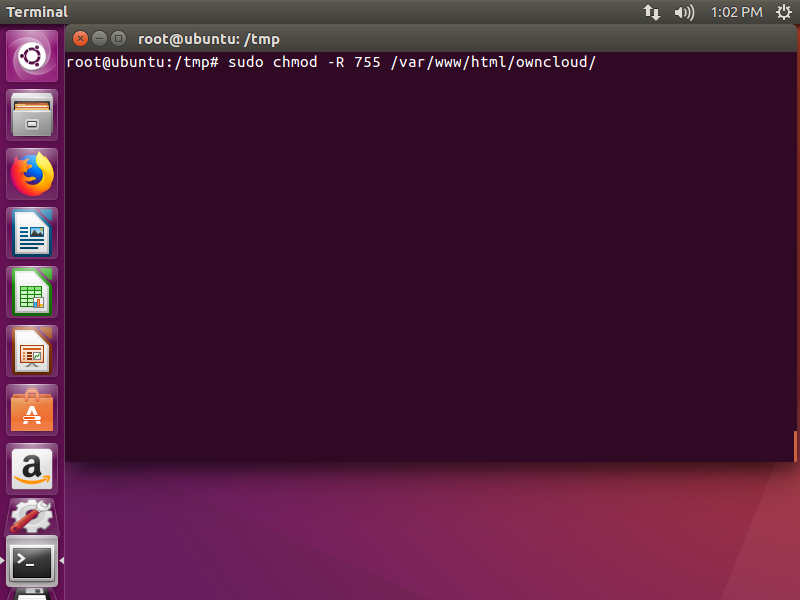 Terminal
1:02 PM
root@ubuntu: /tmp
root@ubuntu:/tmp# sudo chmod -R 755 /var/www/html/owncloud/